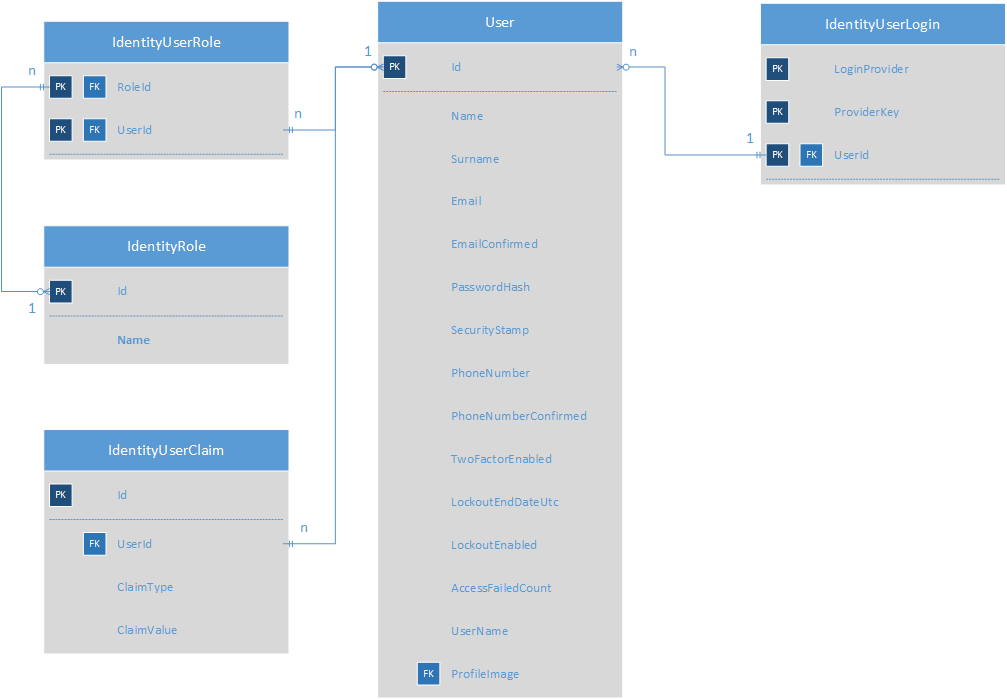 IdentityUserRole
n
PK FK RoleId
PK FK UserId
n
IdentityRole
PK Id
1
Name
IdentityUserClaim
PK Id
n
FK UserId
ClaimType
ClaimValue
User
1
n
PK Id
Name
Surname
Email
EmailConfirmed
PasswordHash
SecurityStamp
PhoneNumber
PhoneNumberConfirmed
TwoFactorEnabled
LockoutEndDateUtc
LockoutEnabled
AccessFailedCount
UserName
FK ProfileImage
IdentityUserLogin
PK LoginProvider
PK ProviderKey
1
PK FK UserId